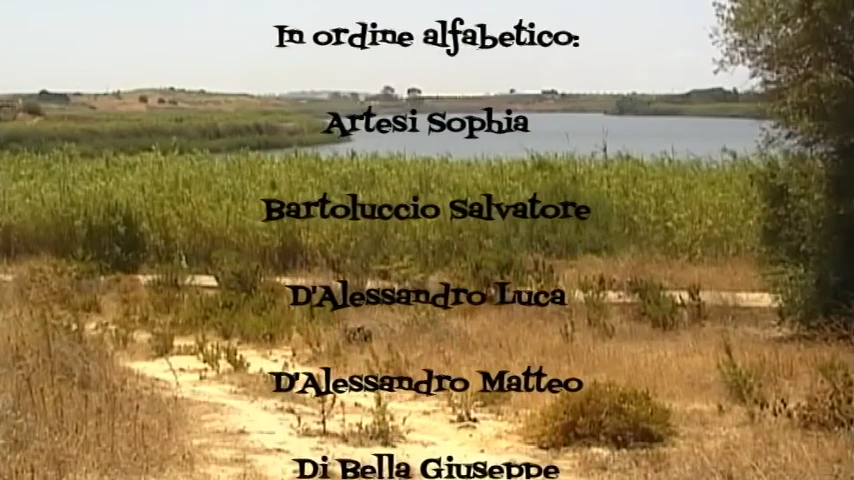 In ordine alfabetico:
Artesi Sophia
Bartoluccio Salvatore
D'Alessandro Luca
D'Alessandro Matteo
Di Bella Giuseppe